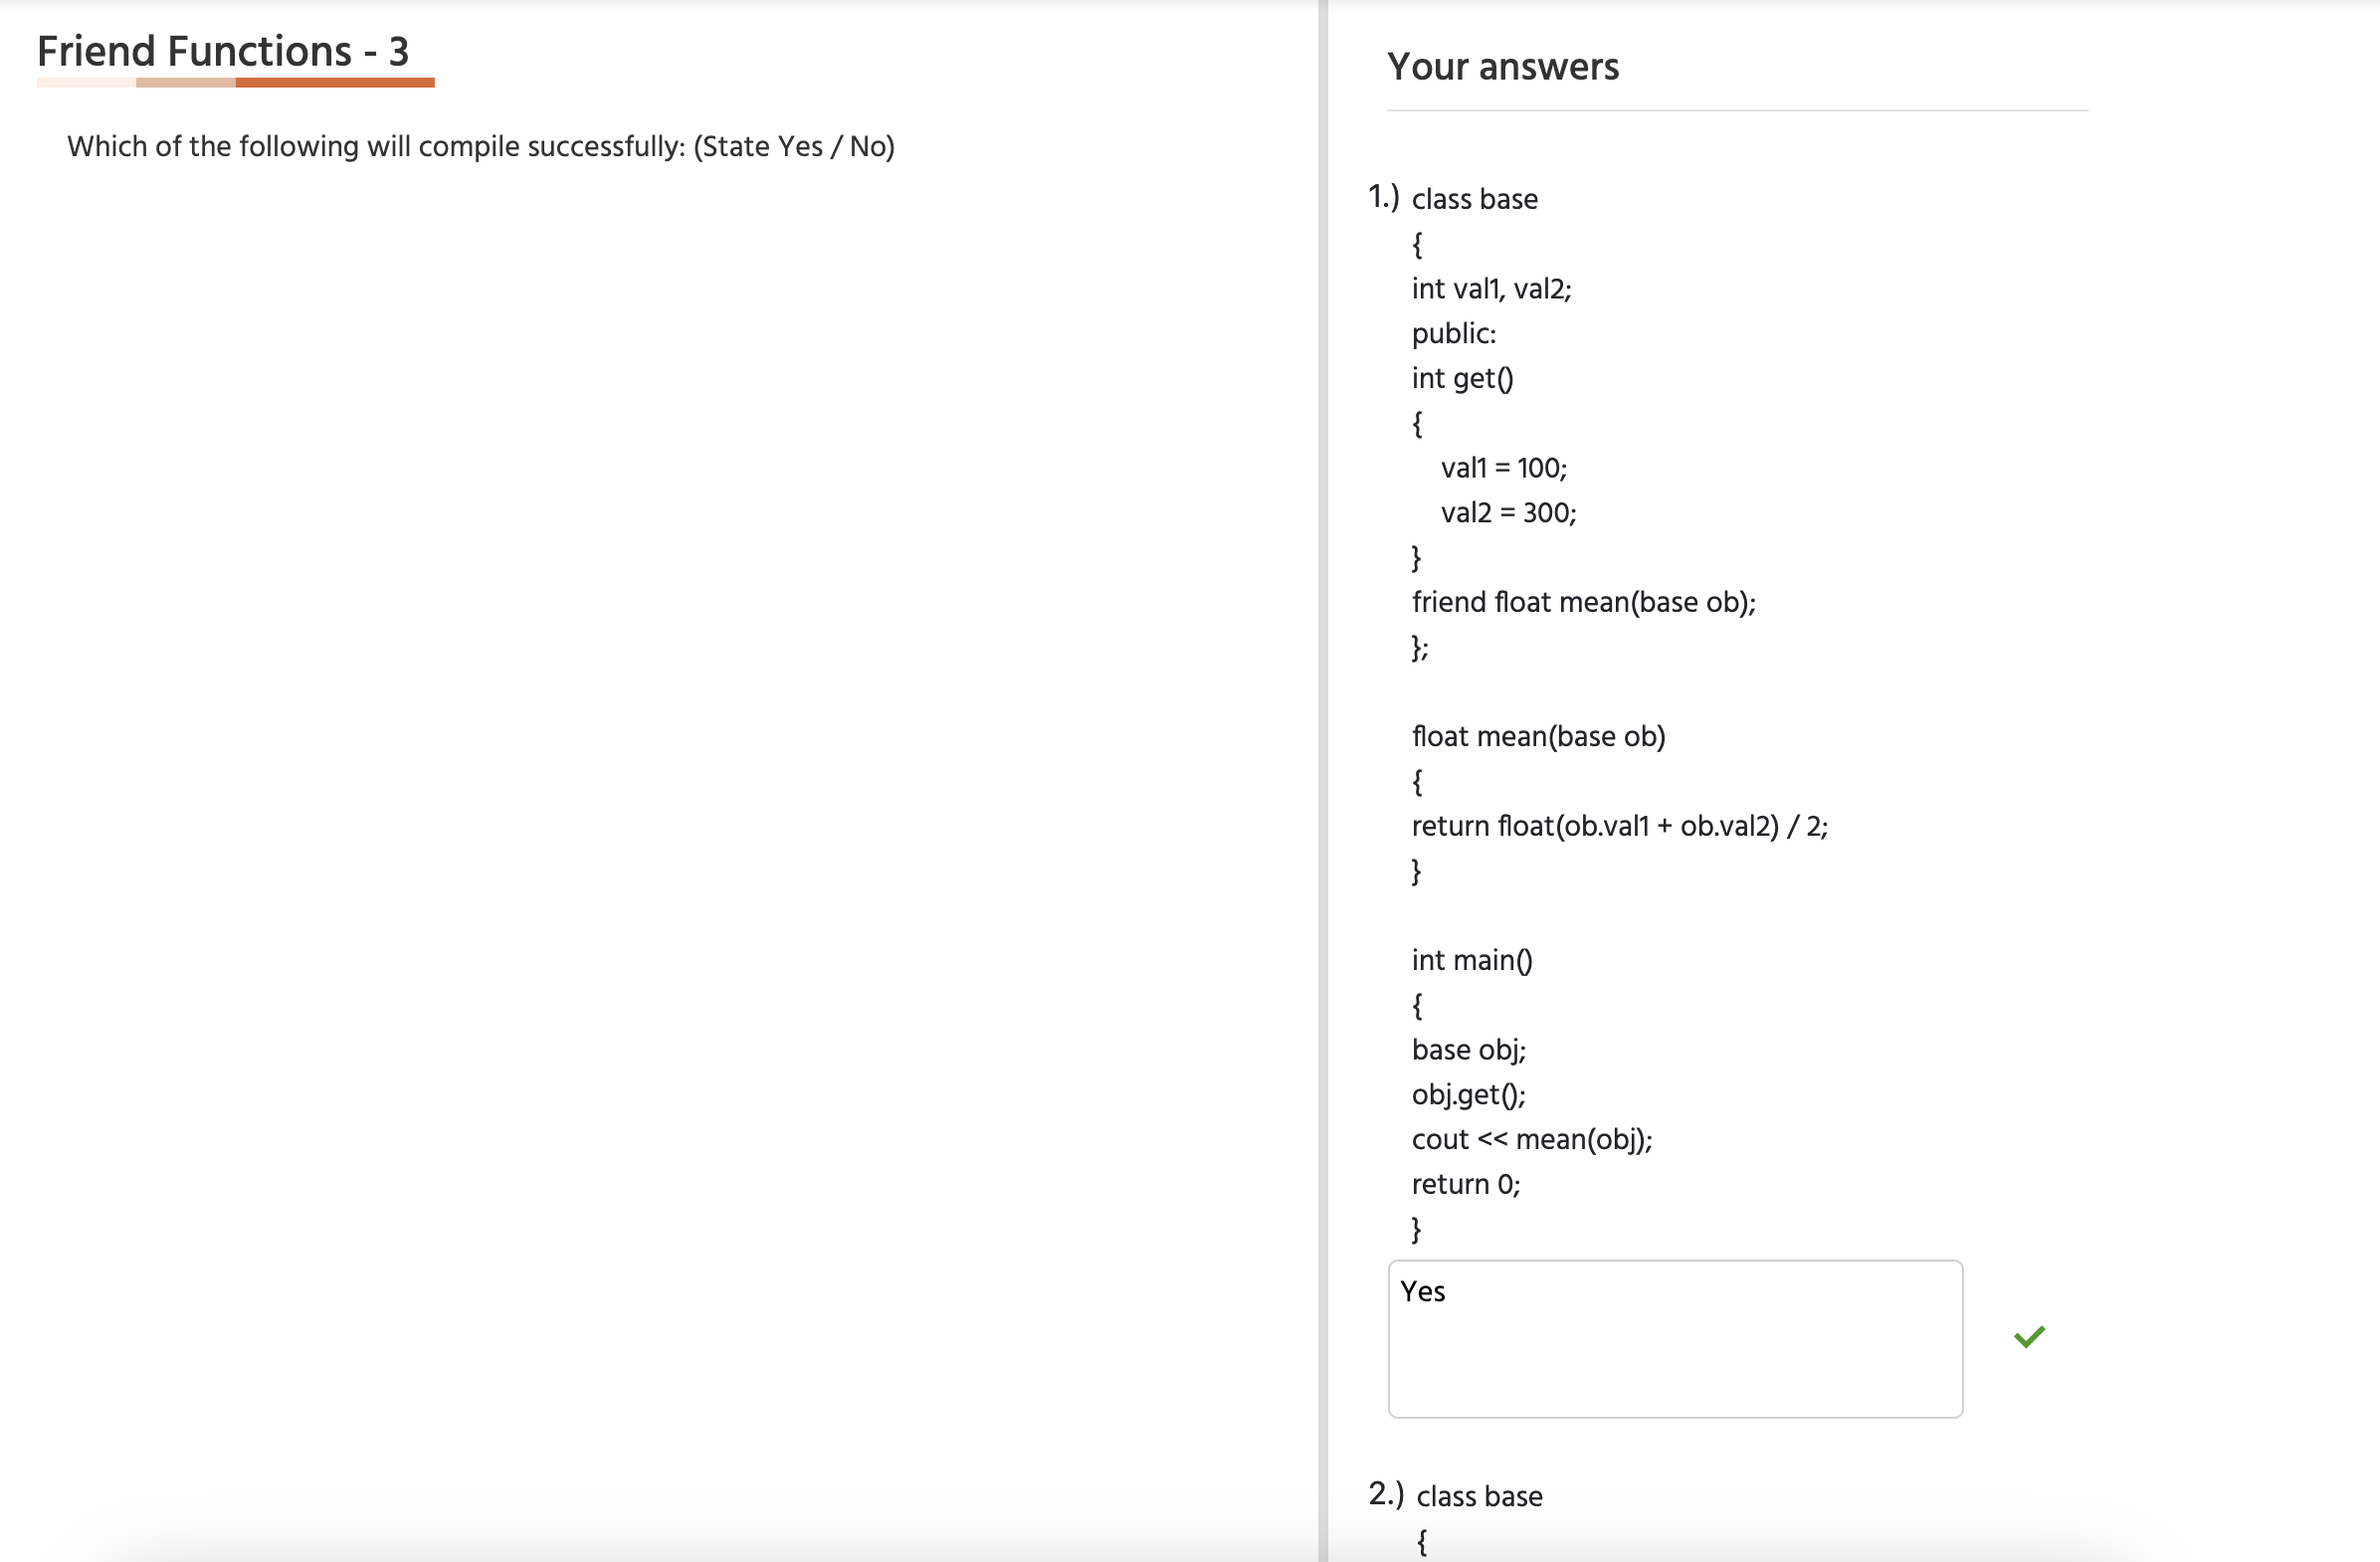 Friend Functions - 3
Which of the following will compile successfully: (State Yes / No)
Your answers
1.) class base
{
int val1, val2;
public:
int get()
{
val1 = 100;
val2 = 300;
}
friend float mean(base ob);
};
float mean(base ob)
{
return float(ob.val1 + ob.val2) / 2;
}
int main()
{
base obj;
obj.get();
cout << mean(obj);
return 0;
}
Yes
2.) class base
{